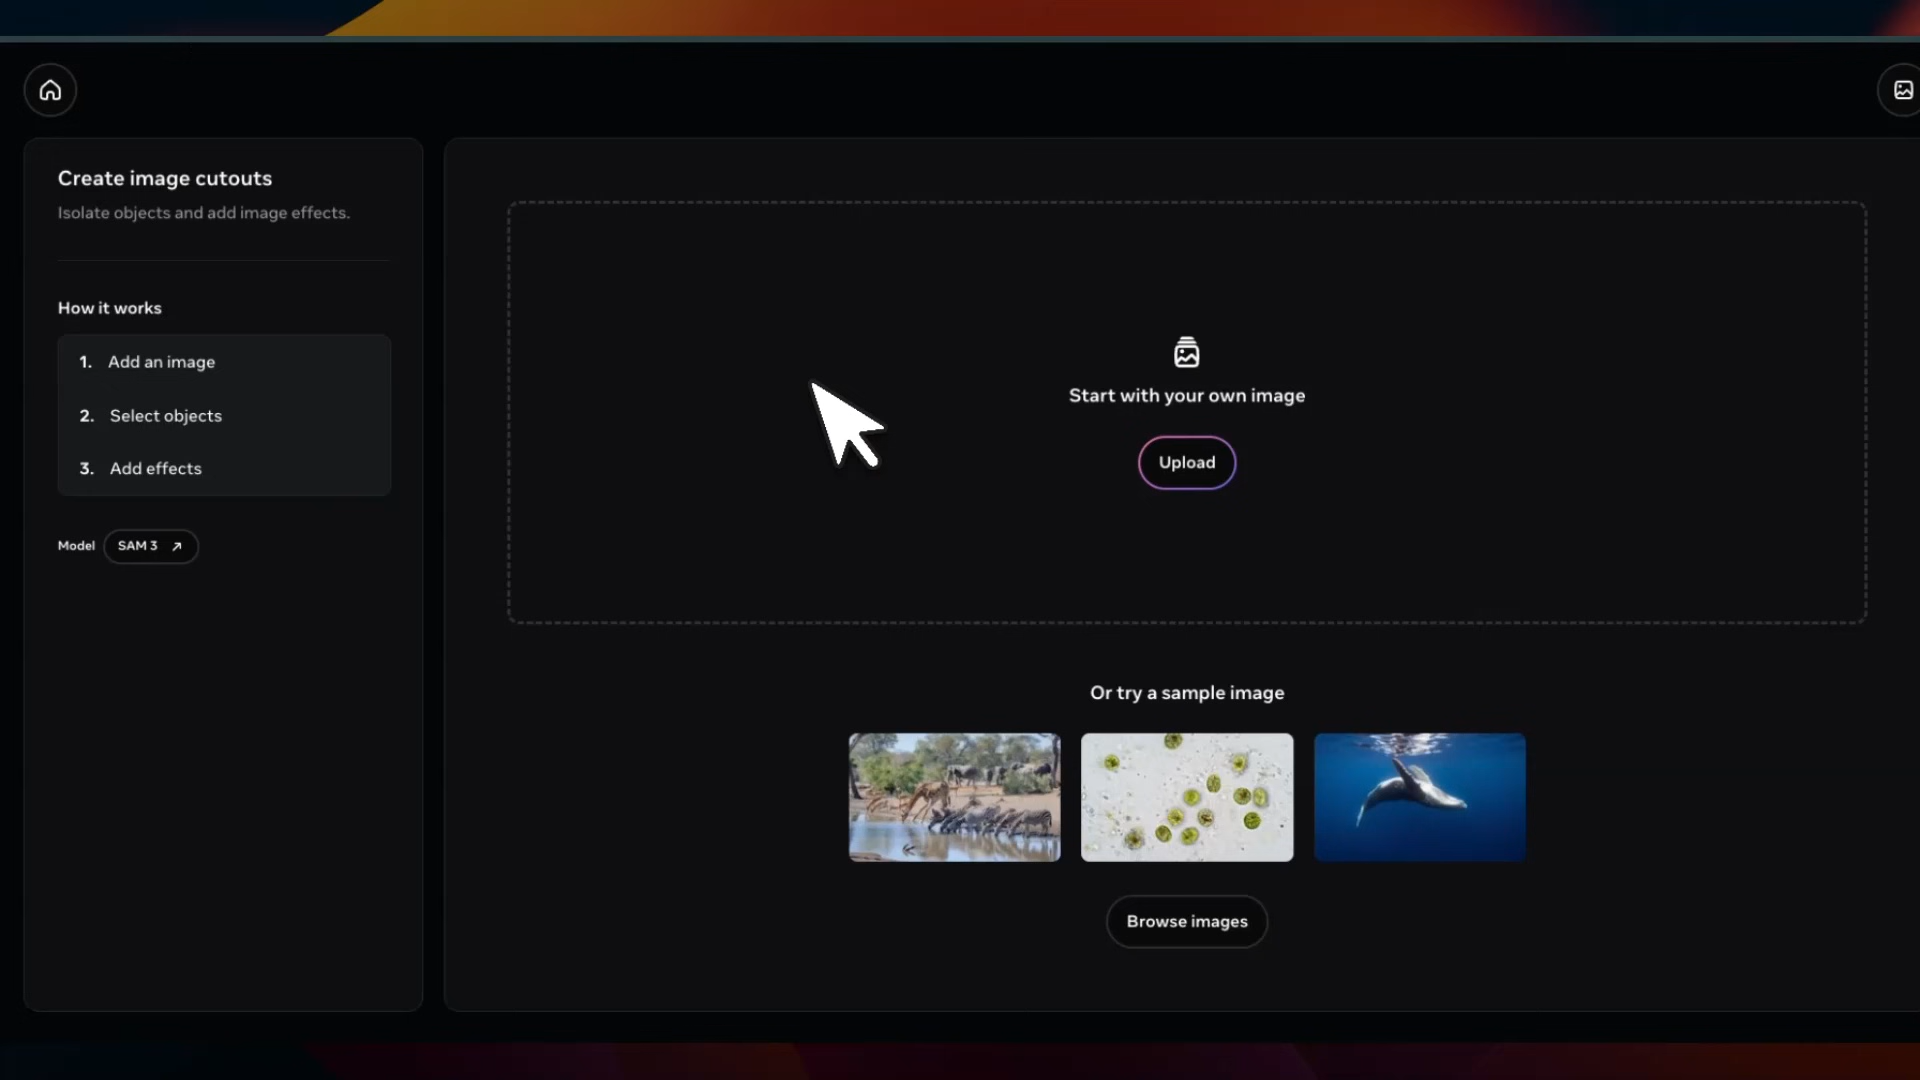 Create image cutouts
Isolate objects and add image effects.
How it works
1. Add an image
2. Select objects
3. Add effects
Model SAM 3
Start with your own image
Upload
Or try a sample image
Browse images